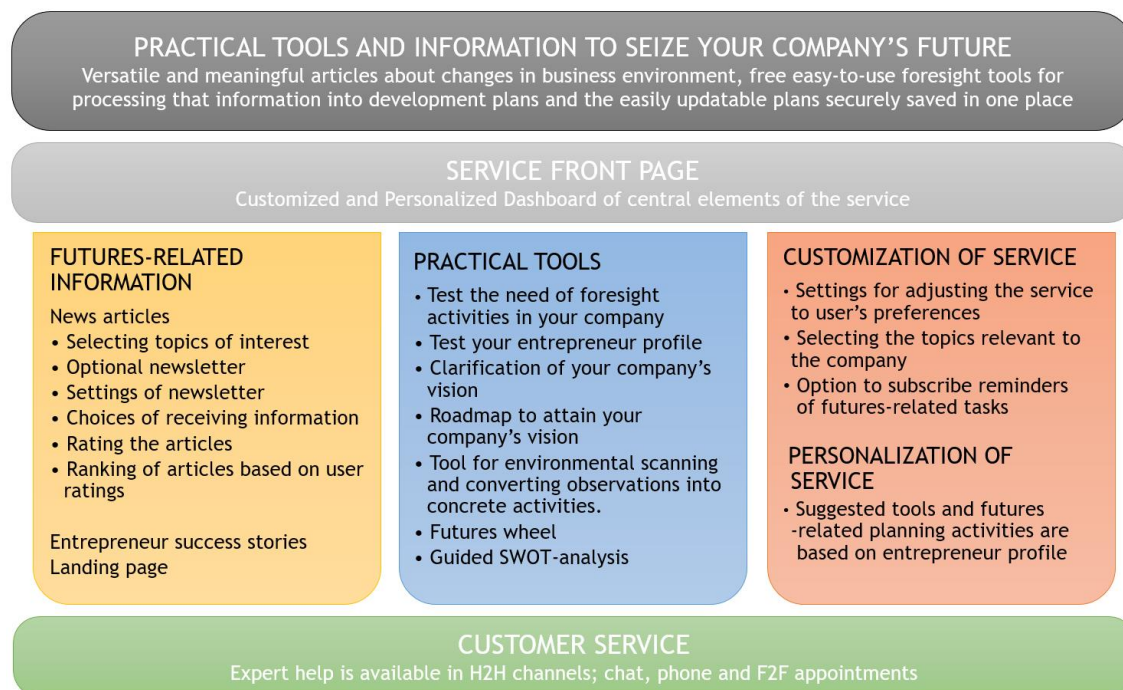 PRACTICAL TOOLS AND INFORMATION TO SEIZE YOUR COMPANY'S FUTURE
Versatile and meaningful articles about changes in business environment, free easy-to-use foresight tools for
processing that information into development plans and the easily updatable plans securely saved in one place
SERVICE FRONT PAGE
Customized and Personalized Dashboard of central elements of the service
FUTURES-RELATED
INFORMATION
News articles
• Selecting topics of interest
• Optional newsletter
• Settings of newsletter
• Choices of receiving information
• Rating the articles
• Ranking of articles based on user
ratings
Entrepreneur success stories
Landing page
PRACTICAL TOOLS
• Test the need of foresight
activities in your company
• Test your entrepreneur profile
• Clarification of your company's
vision
• Roadmap to attain your
company's vision
• Tool for environmental scanning
and converting observations into
concrete activities.
• Futures wheel
• Guided SWOT-analysis
CUSTOMIZATION OF SERVICE
• Settings for adjusting the service
to user's preferences
• Selecting the topics relevant to
the company
• Option to subscribe reminders
of futures-related tasks
PERSONALIZATION OF
SERVICE
• Suggested tools and futures
-related planning activities are
based on entrepreneur profile
CUSTOMER SERVICE
Expert help is available in H2H channels; chat, phone and F2F appointments